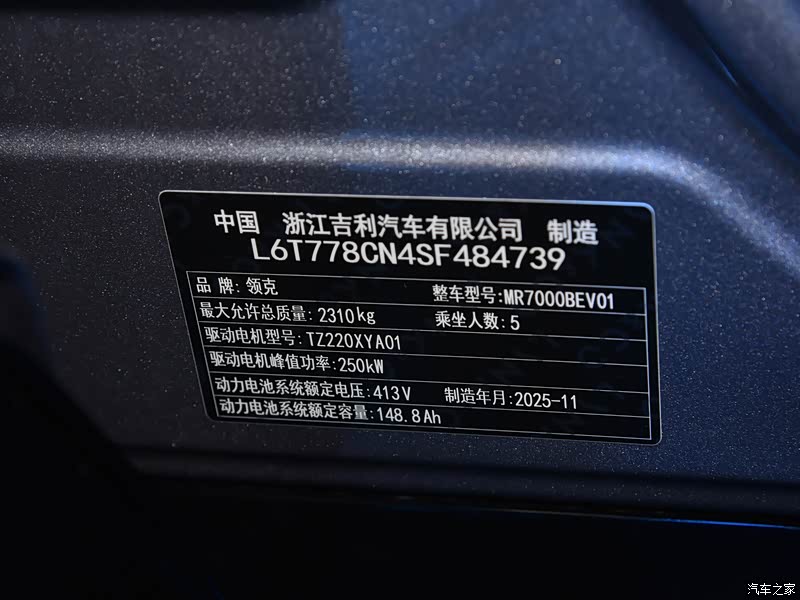 中国 浙江吉利汽车有限公司 制造
L6T778CN4SF484739
品牌:领克 整车型号:MR7000BEV01
最大允许总质量:2310kg 乘坐人数:5
驱动电机型号:TZ220XYA01
驱动电机峰值功率:250kW
动力电池系统额定电压:413V 制造年月:2025-11
动力电池系统额定容量:148.8Ah
汽车之家